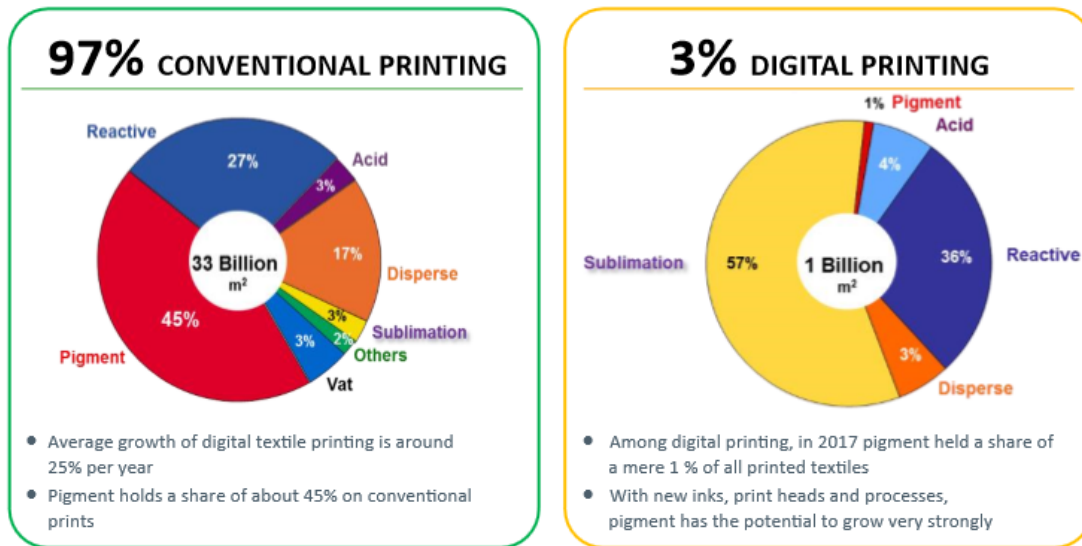 97% CONVENTIONAL PRINTING
Reactive
27%
Acid
3%
17%
Disperse
33 Billion
m²
45%
Pigment
3%
Sublimation
2%
Others
3%
Vat
• Average growth of digital textile printing is around
25% per year
• Pigment holds a share of about 45% on conventional
prints
3% DIGITAL PRINTING
1% Pigment
Acid
4%
Sublimation
57%
1 Billion
m²
36%
Reactive
3%
Disperse
• Among digital printing, in 2017 pigment held a share of
a mere 1 % of all printed textiles
• With new inks, print heads and processes,
pigment has the potential to grow very strongly